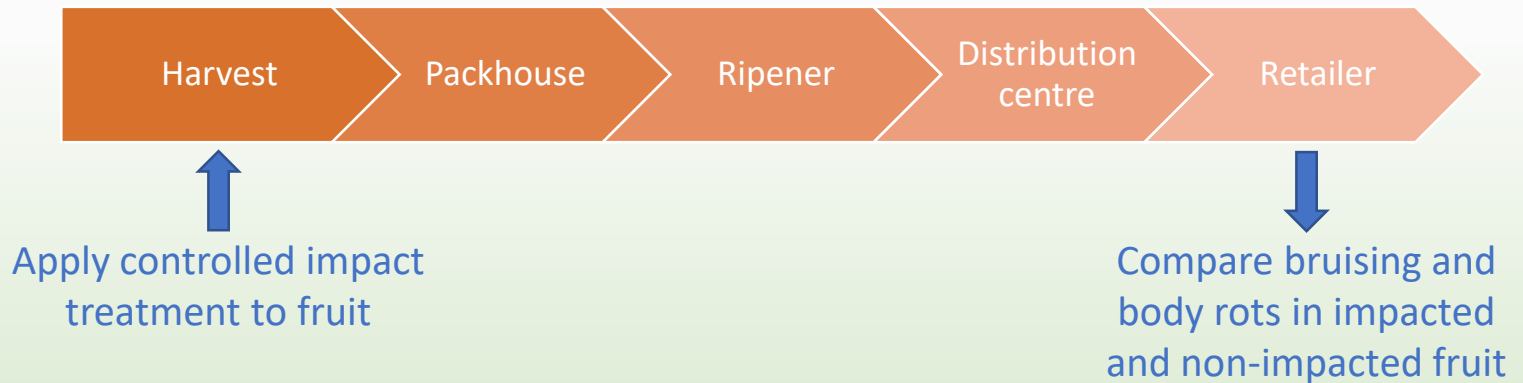 Harvest
Packhouse
Ripener
Distribution
centre
Retailer
Apply controlled impact
treatment to fruit
Compare bruising and
body rots in impacted
and non-impacted fruit